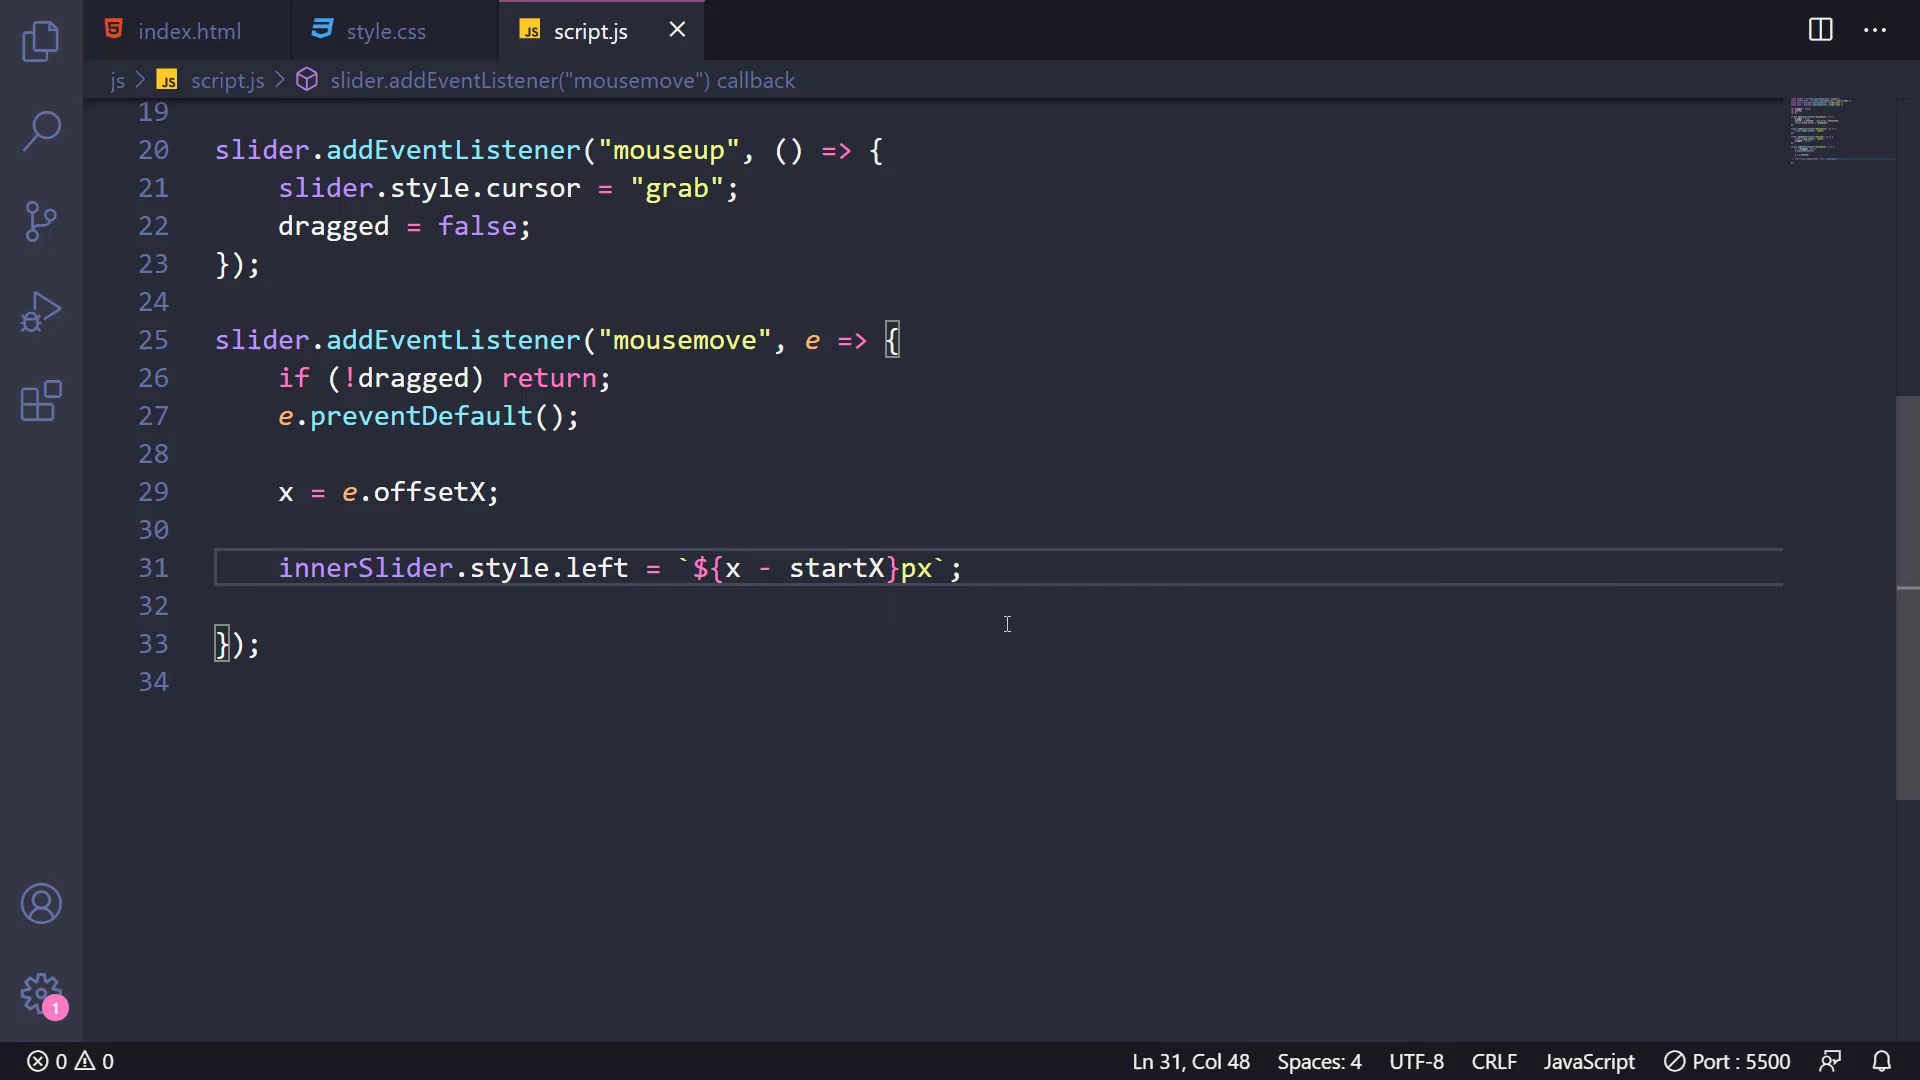 index.html
style.css
script.js
js > script.js > slider.addEventListener("mousemove") callback
19
20 slider.addEventListener("mouseup", () => {
21     slider.style.cursor = "grab";
22     dragged = false;
23 });
24
25 slider.addEventListener("mousemove", e => {
26     if (!dragged) return;
27     e.preventDefault();
28
29     x = e.offsetX;
30
31     innerSlider.style.left = `${x - startX}px`;
32
33 });
34
1
0 0 Ln 31, Col 48 Spaces: 4 UTF-8 CRLF JavaScript Port : 5500